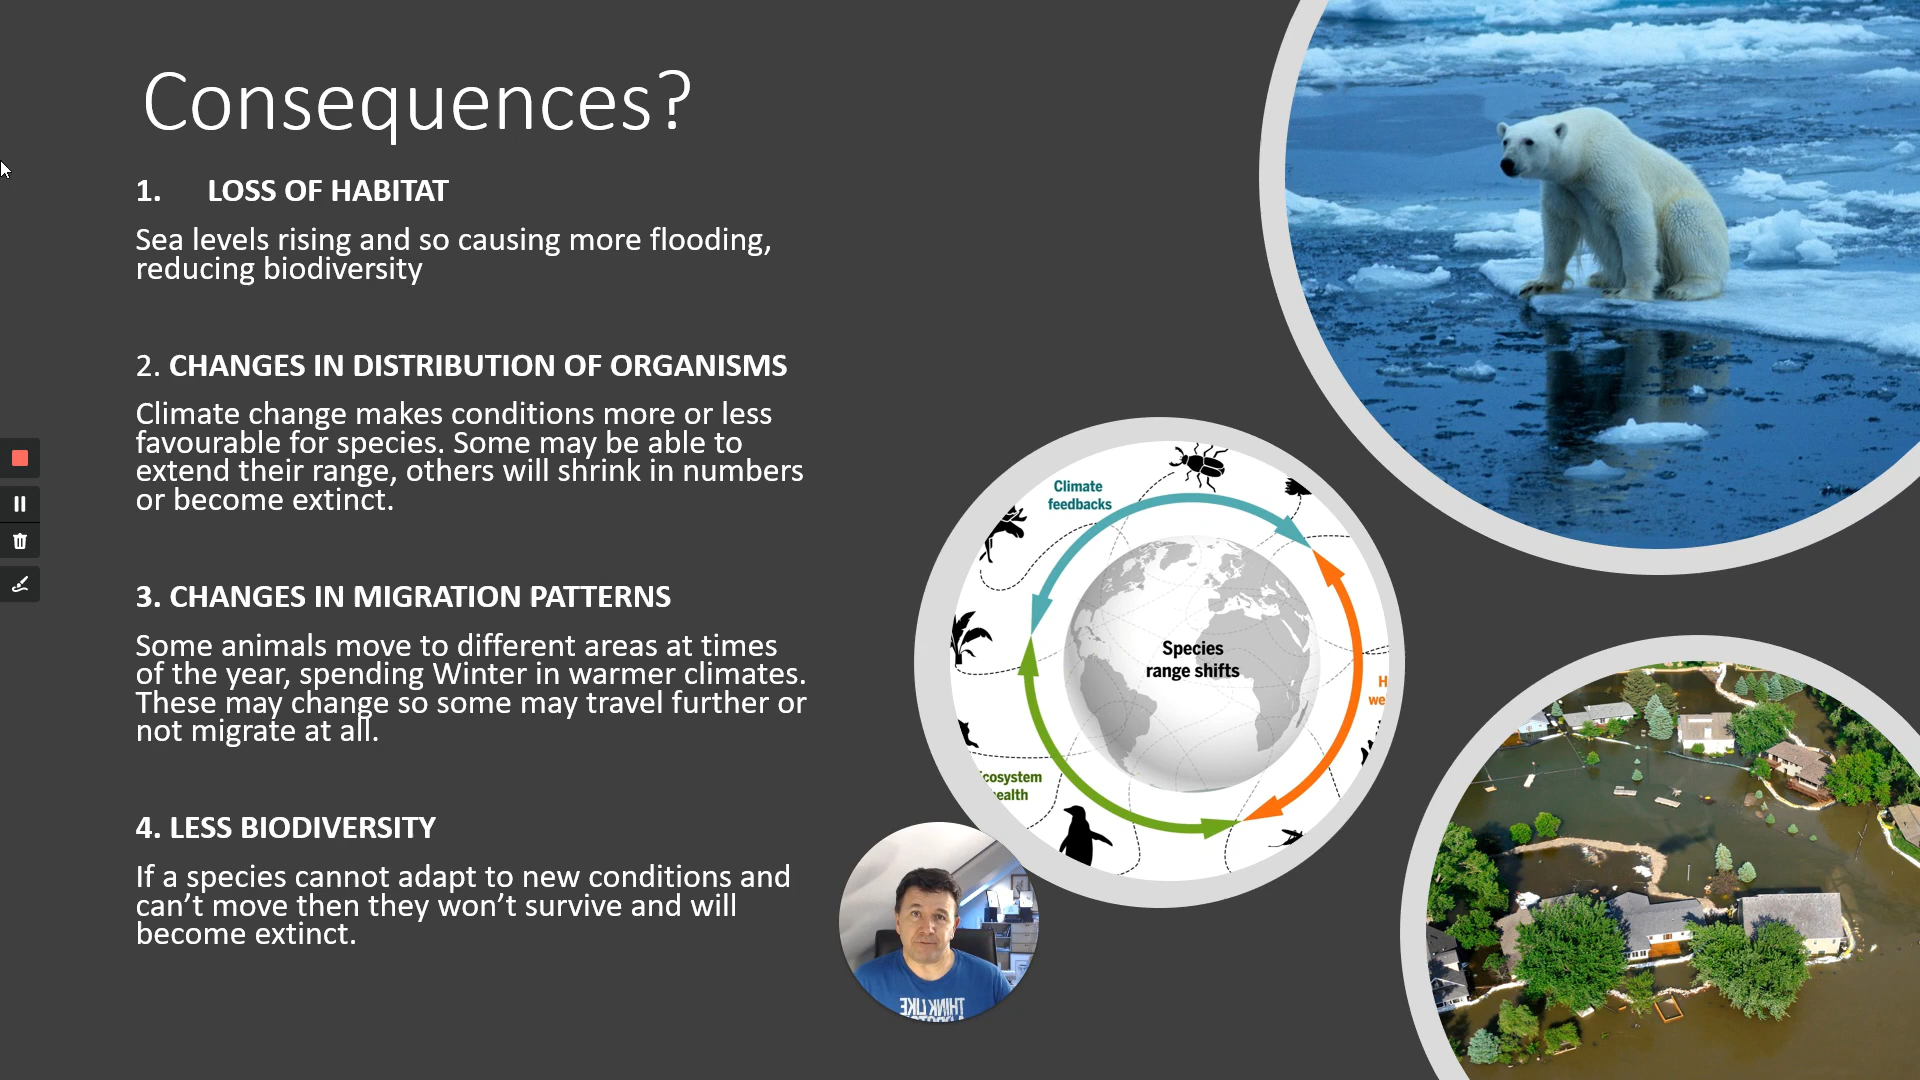 Consequences?
1. LOSS OF HABITAT
Sea levels rising and so causing more flooding,
reducing biodiversity
2. CHANGES IN DISTRIBUTION OF ORGANISMS
Climate change makes conditions more or less
favourable for species. Some may be able to
extend their range, others will shrink in numbers
or become extinct.
3. CHANGES IN MIGRATION PATTERNS
Some animals move to different areas at times
of the year, spending Winter in warmer climates.
These may change so some may travel further or
not migrate at all.
4. LESS BIODIVERSITY
If a species cannot adapt to new conditions and
can’t move then they won’t survive and will
become extinct.
Climate
feedbacks
Species
range shifts
H
we
cosystem
ealth
THINK LIKE